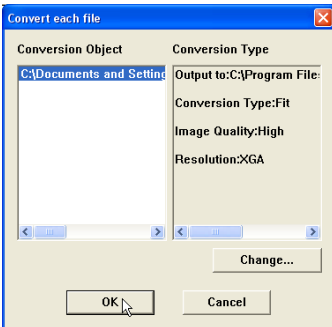 Convert each file
Conversion Object
Conversion Type
C:\Documents and Setting
Output to:C:\Program File
Conversion Type:Fit
Image Quality:High
Resolution:XGA
Change...
OK
Cancel